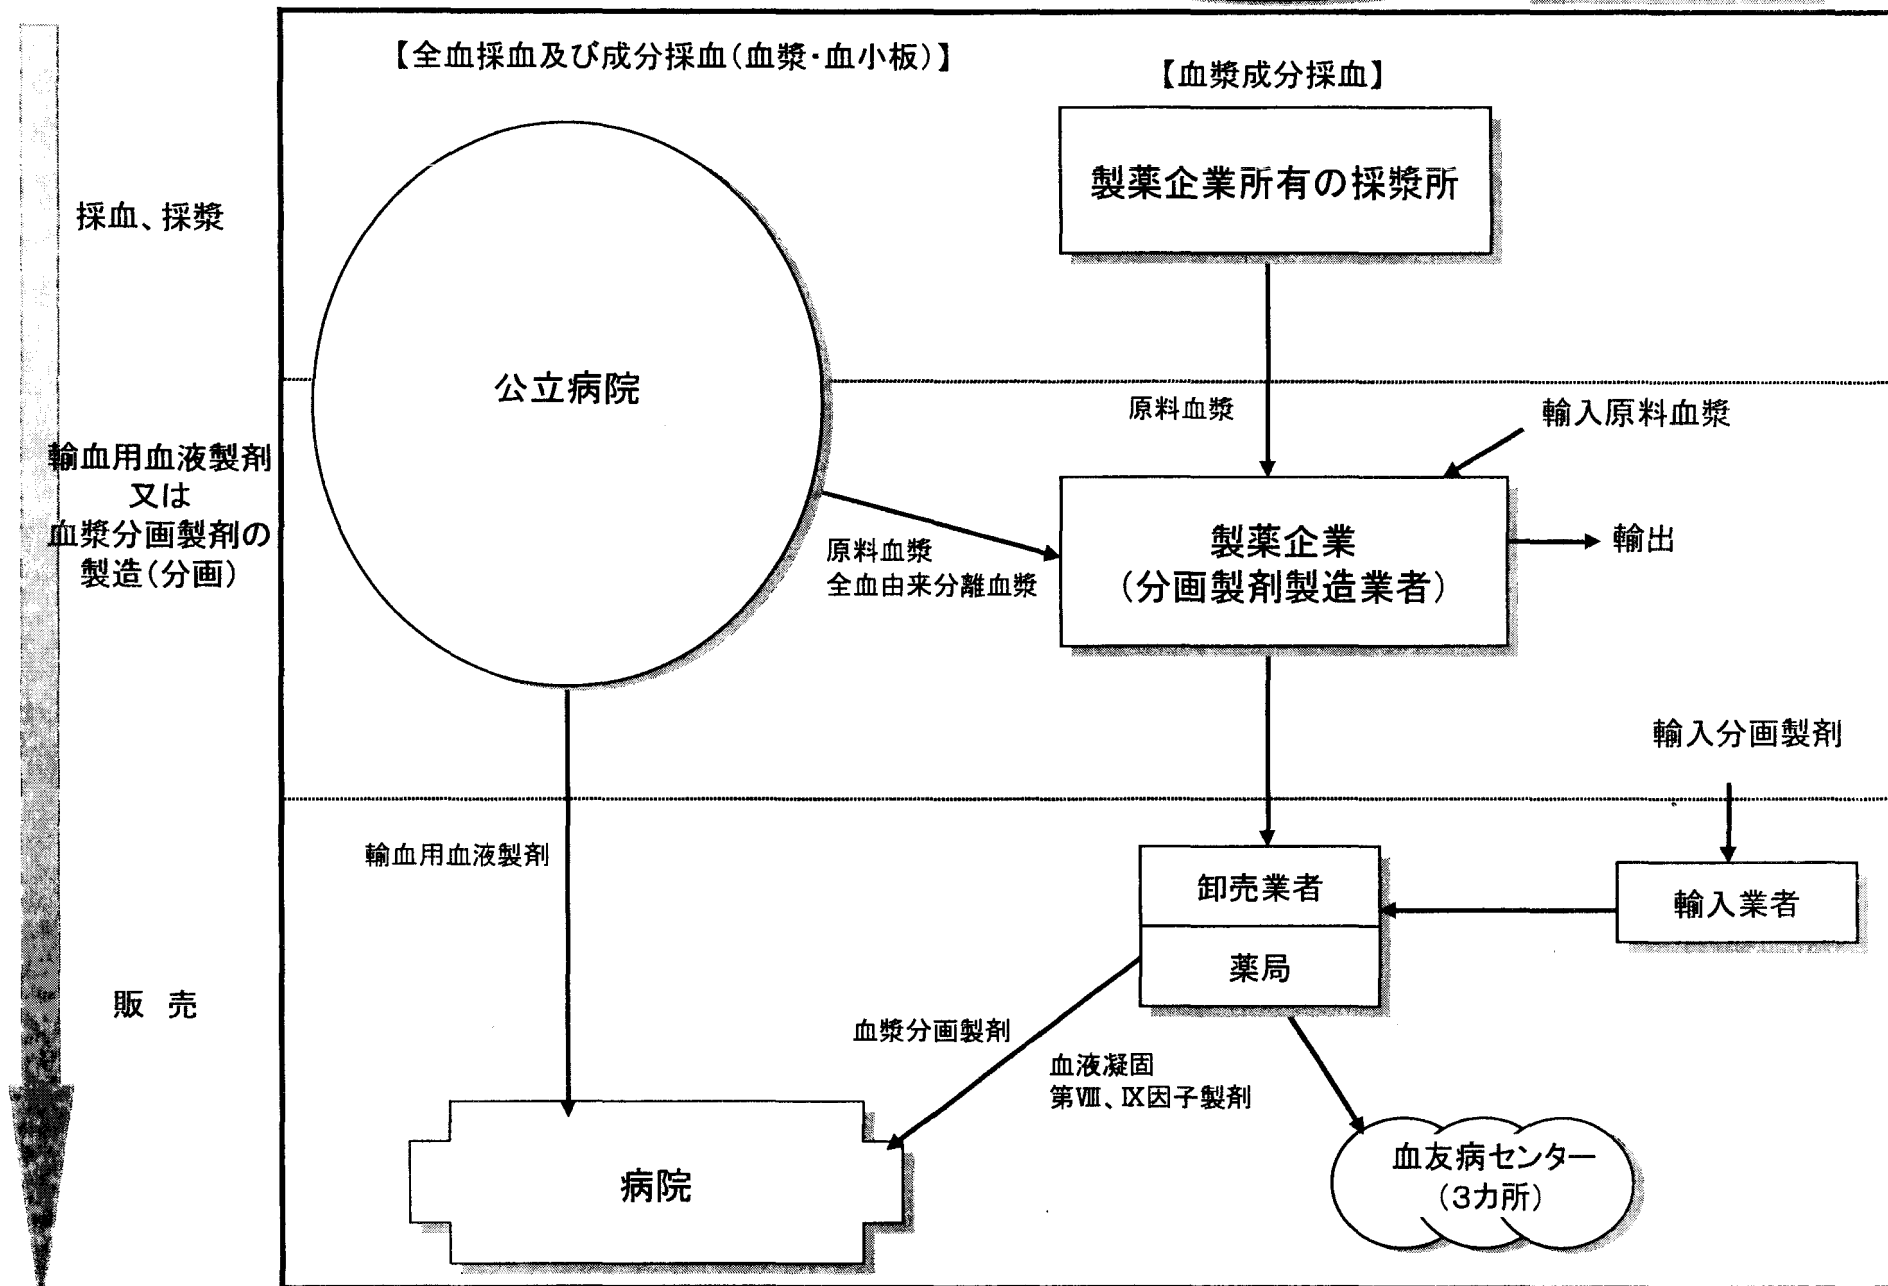 【全血採血及び成分採血(血漿・血小板)】
【血漿成分採血】
製薬企業所有の採漿所
採血、採漿
公立病院
原料血漿
輸入原料血漿
輸血用血液製剤
又は
血漿分画製剤の
製造(分画)
製薬企業
(分画製剤製造業者)
輸出
原料血漿
全血由来分離血漿
輸入分画製剤
輸血用血液製剤
卸売業者
輸入業者
薬局
販 売
血漿分画製剤
血液凝固
第Ⅷ、Ⅸ因子製剤
血友病センター
(3カ所)
病院